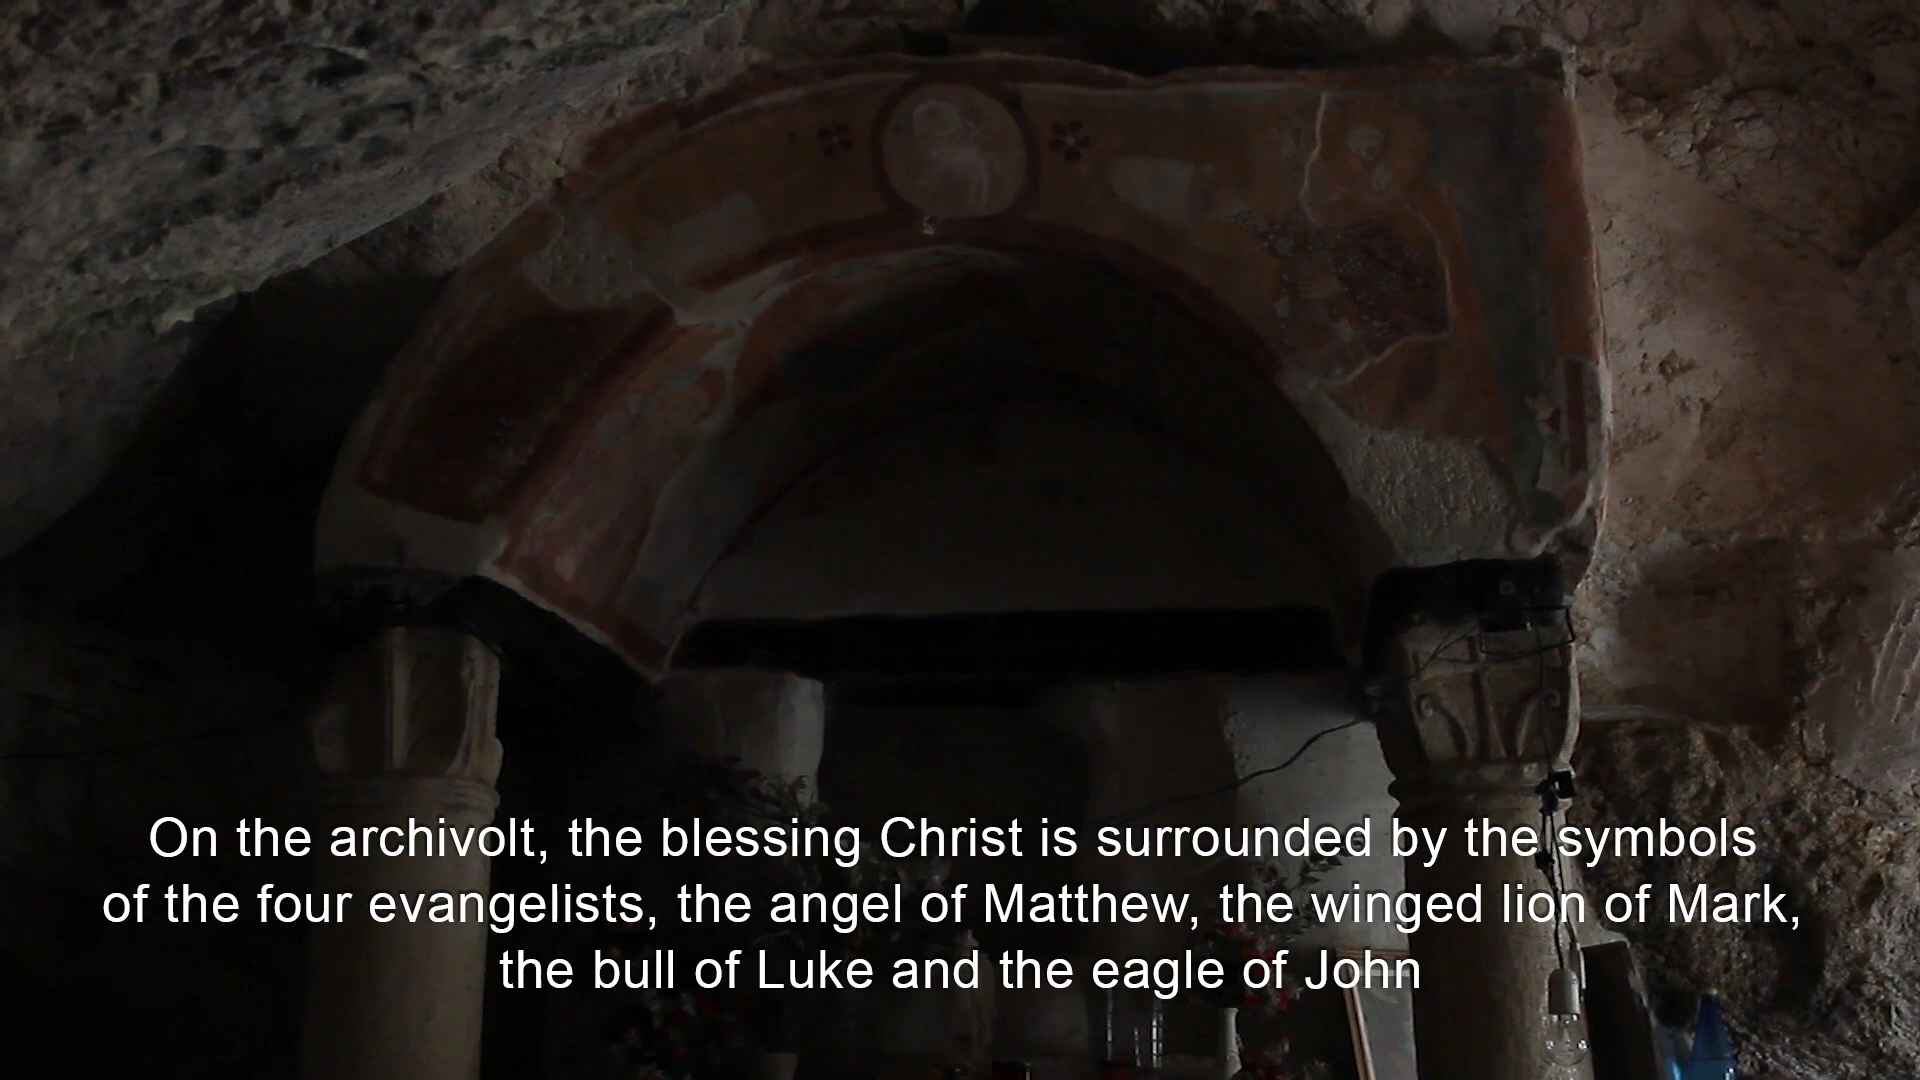 On the archivolt, the blessing Christ is surrounded by the symbols
of the four evangelists, the angel of Matthew, the winged lion of Mark,
the bull of Luke and the eagle of John